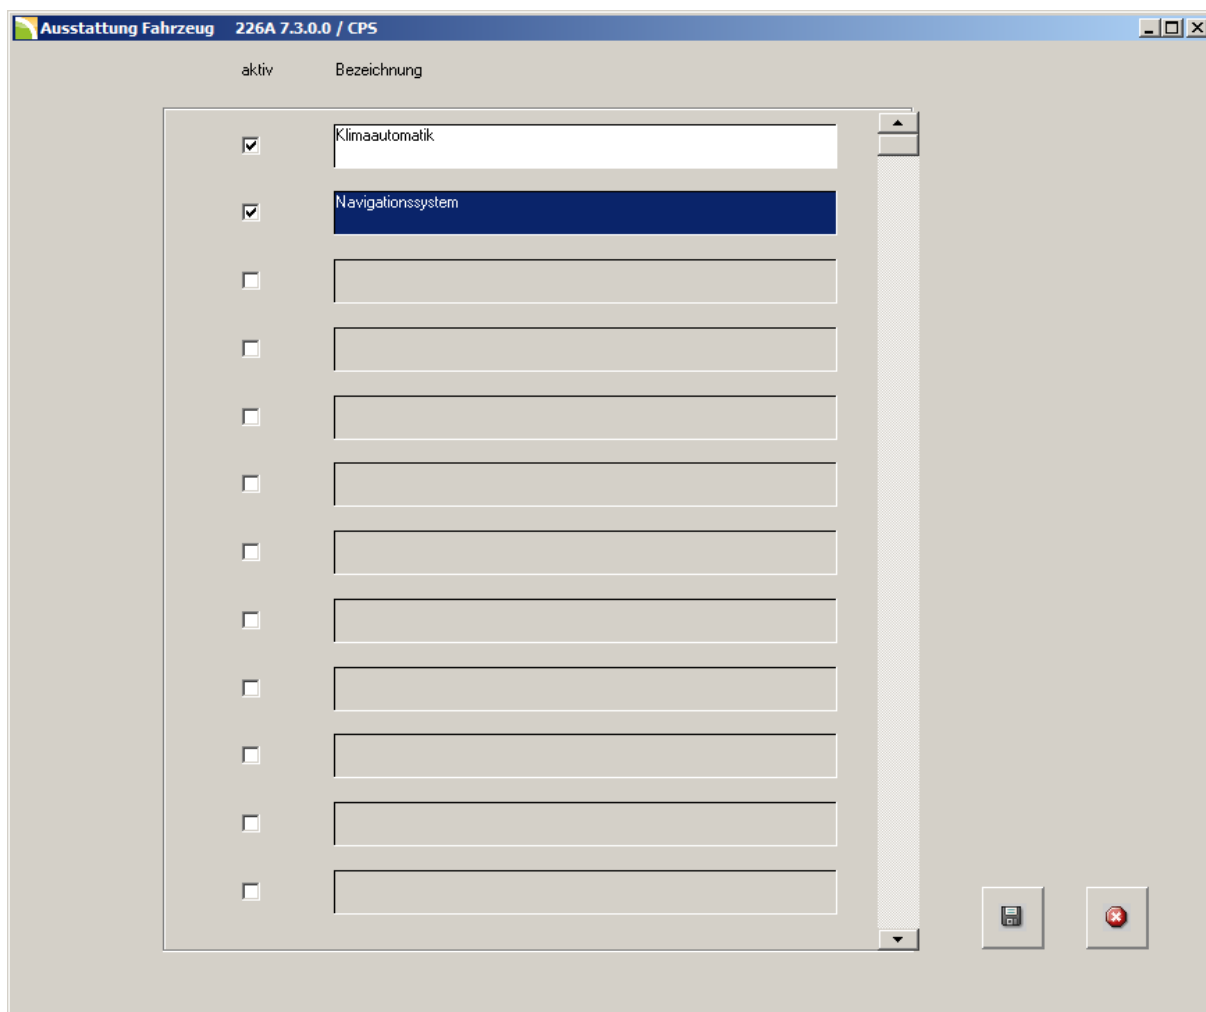 Ausstattung Fahrzeug 226A 7.3.0.0 / CPS
aktiv Bezeichnung
Klimaautomatik
Navigationssystem